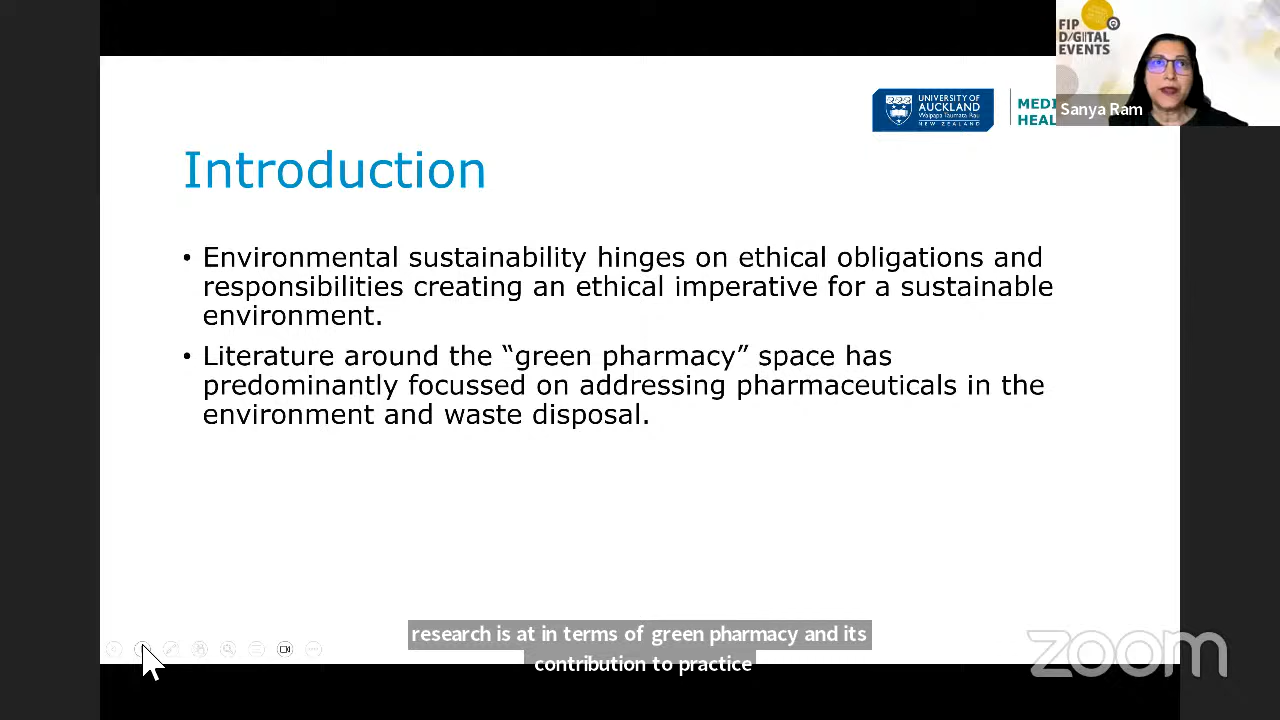 FIP
DIGITAL
EVENTS
Sanya Ram
UNIVERSITY OF
AUCKLAND
Waipapa Taumata Rau
NEW ZEALAND
MEDI
HEAL
Introduction
• Environmental sustainability hinges on ethical obligations and
responsibilities creating an ethical imperative for a sustainable
environment.
• Literature around the “green pharmacy” space has
predominantly focussed on addressing pharmaceuticals in the
environment and waste disposal.
research is at in terms of green pharmacy and its
contribution to practice
zoom